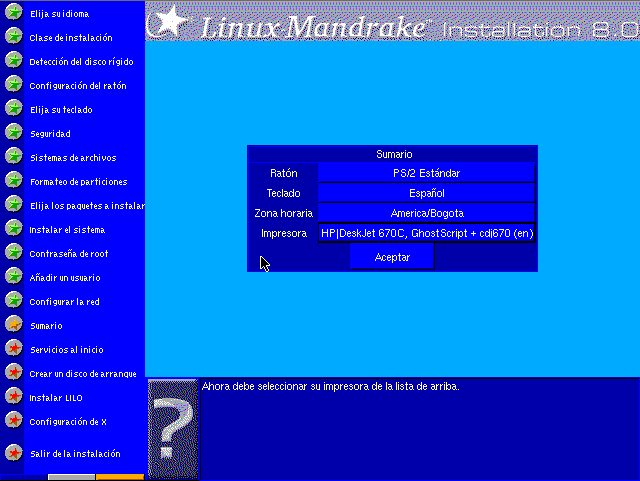 Elija su idioma
Clase de instalación
Detección del disco rígido
Configuración del ratón
Elija su teclado
Seguridad
Sistemas de archivos
Formateo de particiones
Elija los paquetes a instalar
Instalar el sistema
Contraseña de root
Añadir un usuario
Configurar la red
Sumario
Servicios al inicio
Crear un disco de arranque
Instalar LILO
Configuración de X
Salir de la instalación
Linux Mandrake™ Installation 8.0
Sumario
Ratón PS/2 Estándar
Teclado Español
Zona horaria America/Bogota
Impresora HP|DeskJet 670C, GhostScript + cdj670 (en)
Aceptar
?
Ahora debe seleccionar su impresora de la lista de arriba.